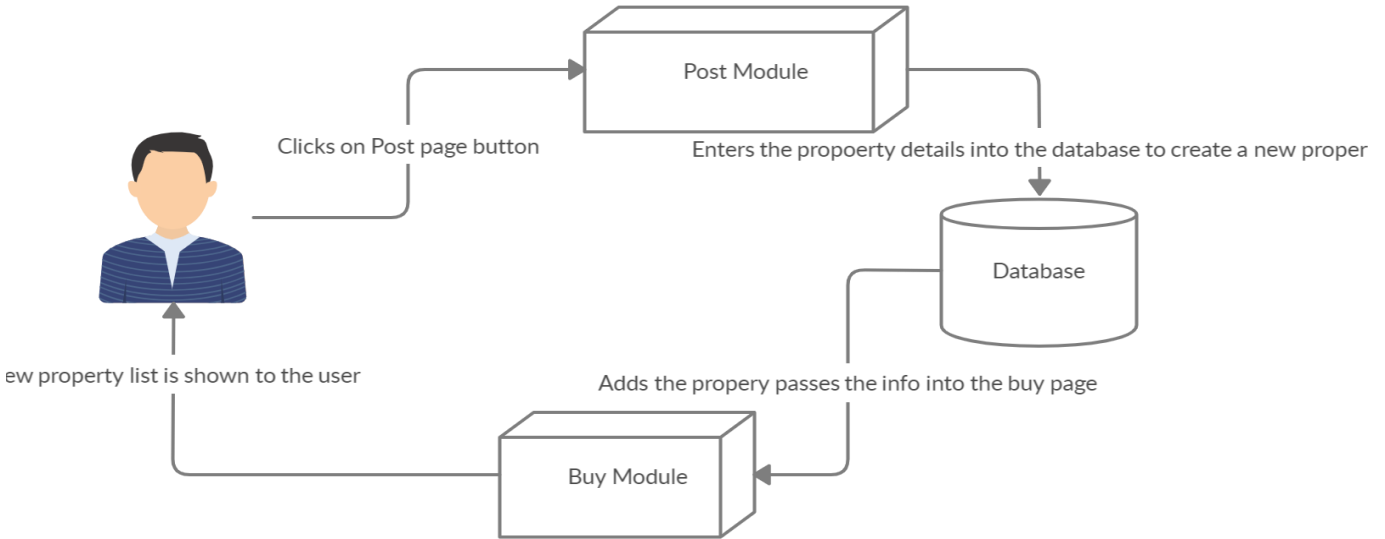 Post Module
Clicks on Post page button
Enters the propoerty details into the database to create a new proper
Database
ew property list is shown to the user
Adds the propery passes the info into the buy page
Buy Module